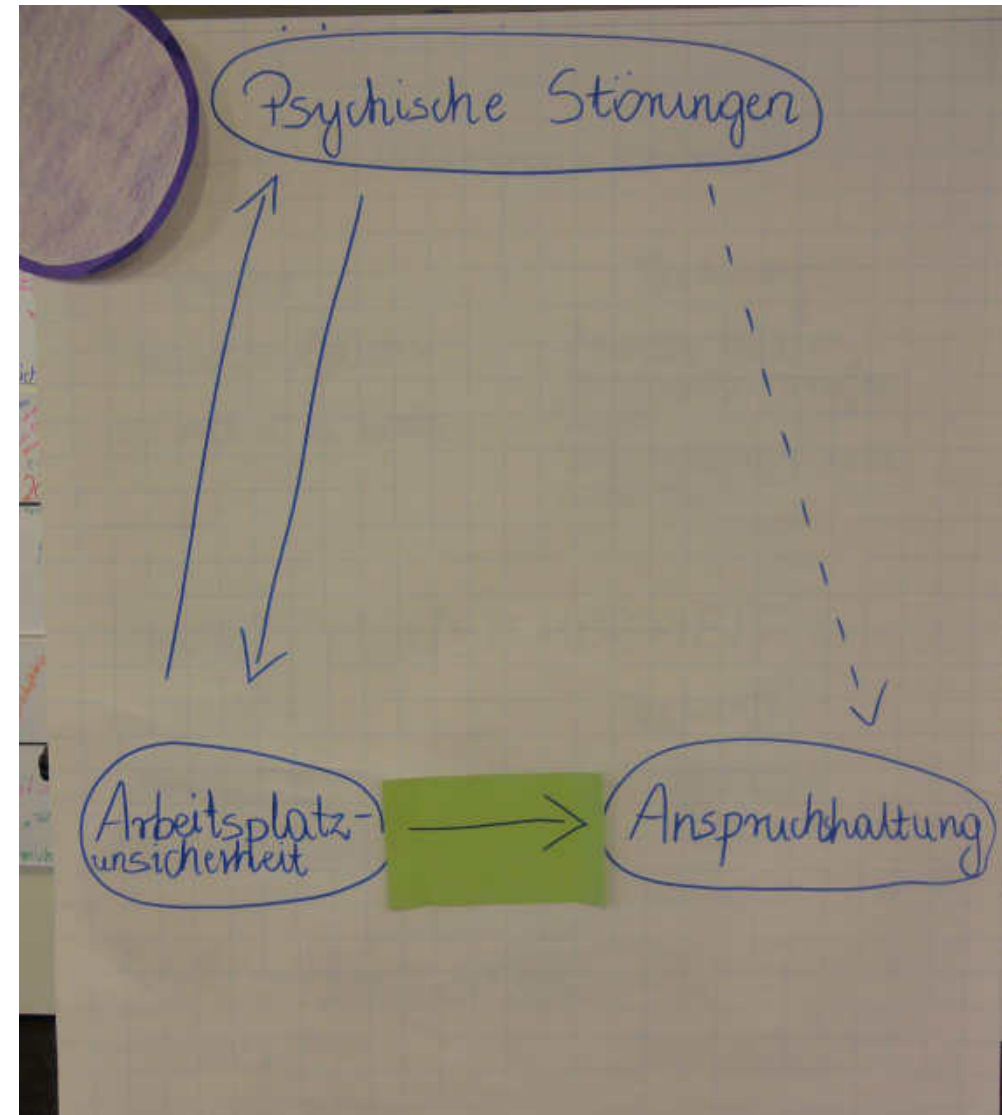 Psychische Störungen
Arbeitsplatz-
unsicherheit
Anspruchhaltung